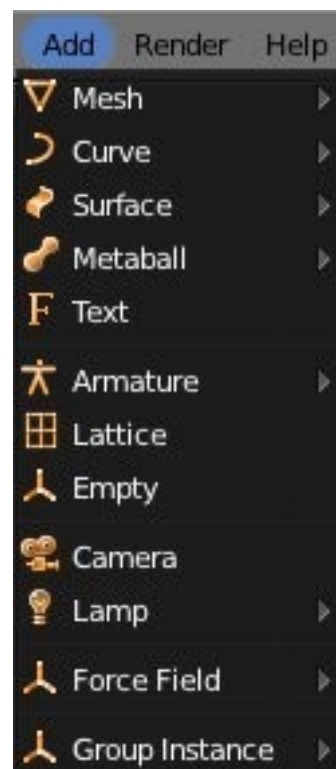 Add Render Help
Mesh
Curve
Surface
Metaball
Text
Armature
Lattice
Empty
Camera
Lamp
Force Field
Group Instance